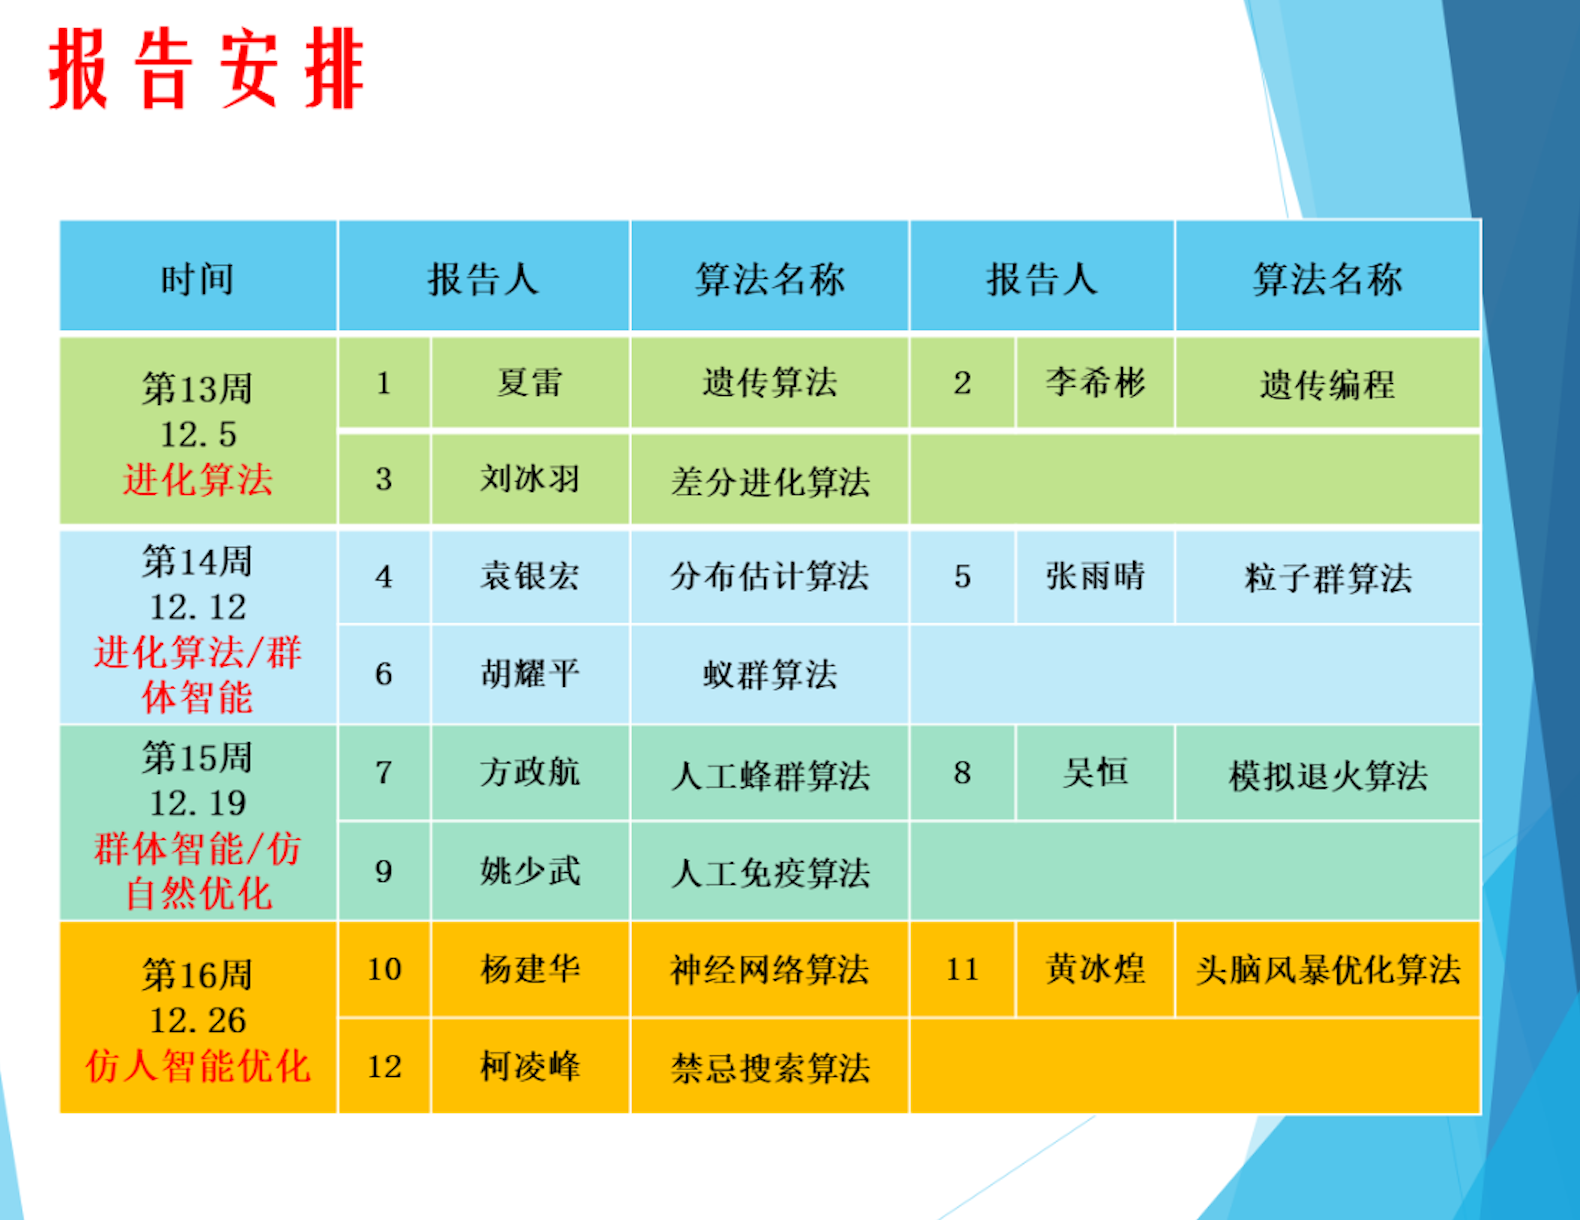 报告安排
时间 报告人 算法名称 报告人 算法名称
第13周
12.5
进化算法
1 夏雷 遗传算法 2 李希彬 遗传编程
3 刘冰羽 差分进化算法
第14周
12.12
进化算法/群
体智能
4 袁银宏 分布估计算法 5 张雨晴 粒子群算法
6 胡耀平 蚁群算法
第15周
12.19
群体智能/仿
自然优化
7 方政航 人工蜂群算法 8 吴恒 模拟退火算法
9 姚少武 人工免疫算法
第16周
12.26
仿人智能优化
10 杨建华 神经网络算法 11 黄冰煌 头脑风暴优化算法
12 柯凌峰 禁忌搜索算法